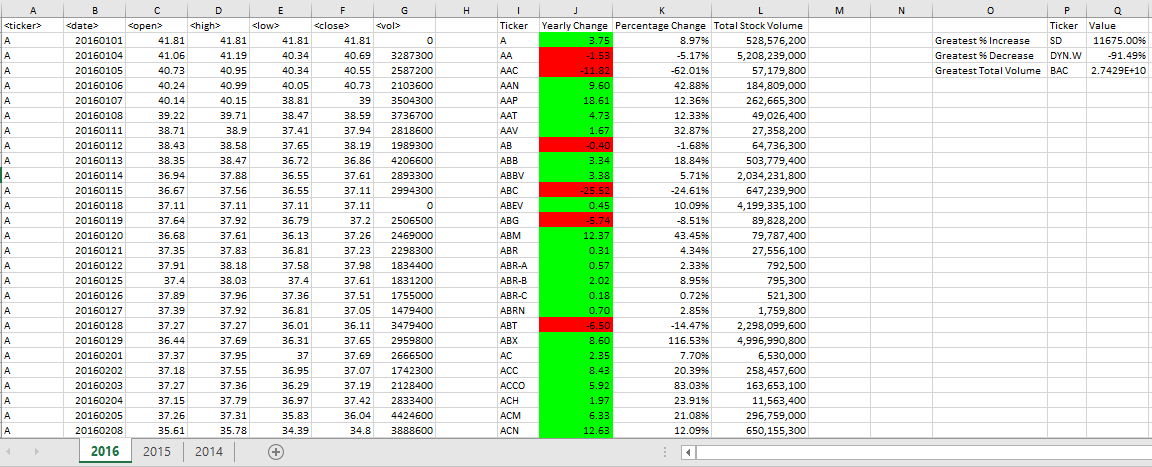 A B C D E F G H I J K L M N O P Q
<ticker> <date> <open> <high> <low> <close> <vol> Ticker Yearly Change Percentage Change Total Stock Volume Ticker Value
A 20160101 41.81 41.81 41.81 41.81 0 A 3.75 8.97% 528,576,200 Greatest % Increase SD 11675.00%
A 20160104 41.06 41.19 40.34 40.69 3287300 AA -1.53 -5.17% 5,208,239,000 Greatest % Decrease DYN.W -91.49%
A 20160105 40.73 40.95 40.34 40.55 2587200 AAC -11.82 -62.01% 57,179,800 Greatest Total Volume BAC 2.7429E+10
A 20160106 40.24 40.99 40.05 40.73 2103600 AAN 9.60 42.88% 184,809,000
A 20160107 40.14 40.15 38.81 39 3504300 AAP 18.61 12.36% 262,665,300
A 20160108 39.22 39.71 38.47 38.59 3736700 AAT 4.73 12.33% 49,026,400
A 20160111 38.71 38.9 37.41 37.94 2818600 AAV 1.67 32.87% 27,358,200
A 20160112 38.43 38.58 37.65 38.19 1989300 AB -0.40 -1.68% 64,736,300
A 20160113 38.35 38.47 36.72 36.86 4206600 ABB 3.34 18.84% 503,779,400
A 20160114 36.94 37.88 36.55 37.61 2893300 ABBV 3.38 5.71% 2,034,231,800
A 20160115 36.67 37.56 36.55 37.11 2994300 ABC -25.52 -24.61% 647,239,900
A 20160118 37.11 37.11 37.11 37.11 0 ABEV 0.45 10.09% 4,199,335,100
A 20160119 37.64 37.92 36.79 37.2 2506500 ABG -5.74 -8.51% 89,828,200
A 20160120 36.68 37.61 36.13 37.26 2469000 ABM 12.37 43.45% 79,787,400
A 20160121 37.35 37.83 36.81 37.23 2298300 ABR 0.31 4.34% 27,556,100
A 20160122 37.91 38.18 37.58 37.98 1834400 ABR-A 0.57 2.33% 792,500
A 20160125 37.4 38.03 37.4 37.61 1831200 ABR-B 2.02 8.95% 795,300
A 20160126 37.89 37.96 37.36 37.51 1755000 ABR-C 0.18 0.72% 521,300
A 20160127 37.39 37.92 36.81 37.05 1479400 ABRN 0.70 2.85% 1,759,800
A 20160128 37.27 37.27 36.01 36.11 3479400 ABT -6.50 -14.47% 2,298,099,600
A 20160129 36.44 37.69 36.31 37.65 2959800 ABX 8.60 116.53% 4,996,990,800
A 20160201 37.37 37.95 37 37.69 2666500 AC 2.35 7.70% 6,530,000
A 20160202 37.18 37.55 36.95 37.07 1742300 ACC 8.43 20.39% 258,457,600
A 20160203 37.27 37.36 36.29 37.19 2128400 ACCO 5.92 83.03% 163,653,100
A 20160204 37.15 37.79 36.97 37.42 2833400 ACH 1.97 23.91% 11,563,400
A 20160205 37.26 37.31 35.83 36.04 4424600 ACM 6.33 21.08% 296,759,000
A 20160208 35.61 35.78 34.39 34.8 3888600 ACN 12.63 12.09% 650,155,300
2016 2015 2014